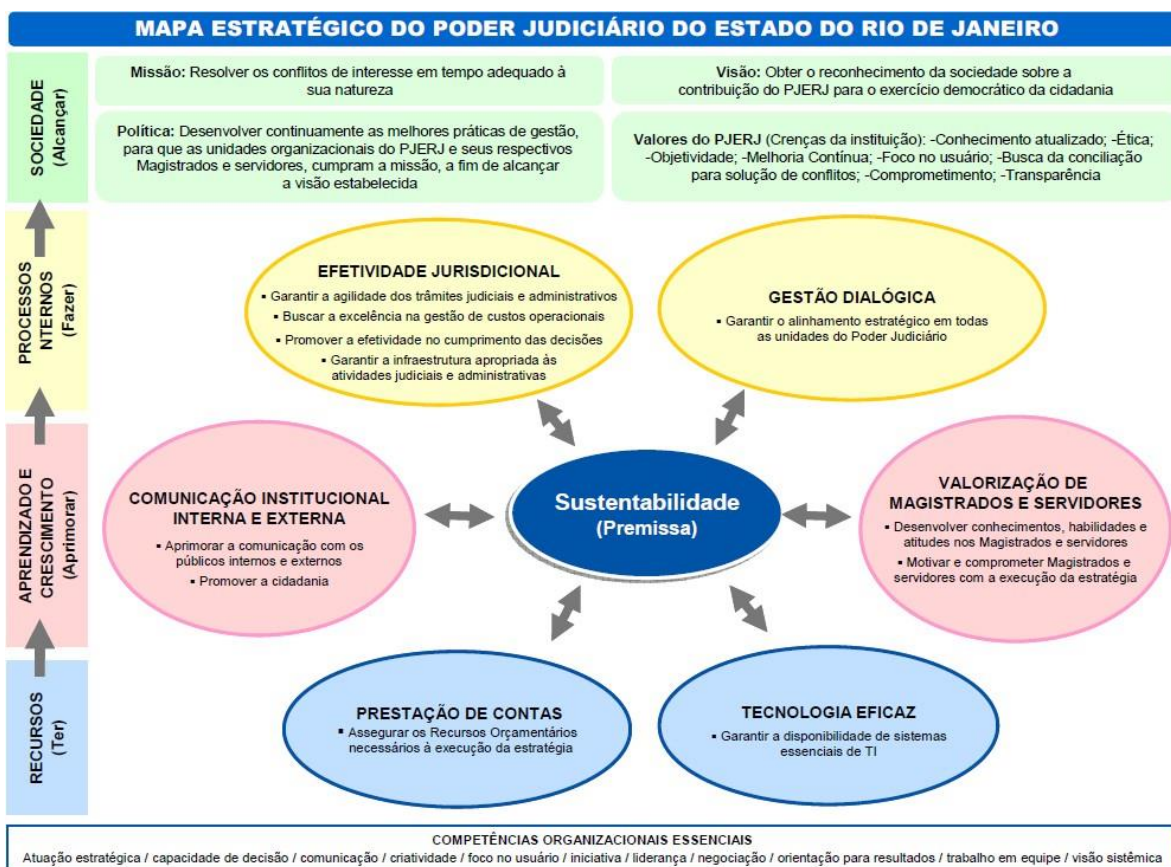 MAPA ESTRATÉGICO DO PODER JUDICIÁRIO DO ESTADO DO RIO DE JANEIRO
SOCIEDADE
(Alcançar)
Missão: Resolver os conflitos de interesse em tempo adequado à
sua natureza
Visão: Obter o reconhecimento da sociedade sobre a
contribuição do PJERJ para o exercício democrático da cidadania
Política: Desenvolver continuamente as melhores práticas de gestão,
para que as unidades organizacionais do PJERJ e seus respectivos
Magistrados e servidores, cumpram a missão, a fim de alcançar
a visão estabelecida
Valores do PJERJ (Crenças da instituição): -Conhecimento atualizado; -Ética;
-Objetividade; -Melhoria Contínua; -Foco no usuário; -Busca da conciliação
para solução de conflitos; -Comprometimento; -Transparência
PROCESSOS
NTERNOS
(Fazer)
EFETIVIDADE JURISDICIONAL
▪ Garantir a agilidade dos trâmites judiciais e administrativos
▪ Buscar a excelência na gestão de custos operacionais
▪ Promover a efetividade no cumprimento das decisões
▪ Garantir a infraestrutura apropriada às
atividades judiciais e administrativas
GESTÃO DIALÓGICA
▪ Garantir o alinhamento estratégico em todas
as unidades do Poder Judiciário
APRENDIZADO E
CRESCIMENTO
(Aprimorar)
COMUNICAÇÃO INSTITUCIONAL
INTERNA E EXTERNA
▪ Aprimorar a comunicação com os
públicos internos e externos
▪ Promover a cidadania
Sustentabilidade
(Premissa)
VALORIZAÇÃO DE
MAGISTRADOS E SERVIDORES
▪ Desenvolver conhecimentos, habilidades e
atitudes nos Magistrados e servidores
▪ Motivar e comprometer Magistrados e
servidores com a execução da estratégia
RECURSOS
(Ter)
PRESTAÇÃO DE CONTAS
▪ Assegurar os Recursos Orçamentários
necessários à execução da estratégia
TECNOLOGIA EFICAZ
▪ Garantir a disponibilidade de sistemas
essenciais de TI
COMPETÊNCIAS ORGANIZACIONAIS ESSENCIAIS
Atuação estratégica / capacidade de decisão / comunicação / criatividade / foco no usuário / iniciativa / liderança / negociação / orientação para resultados / trabalho em equipe / visão sistêmica